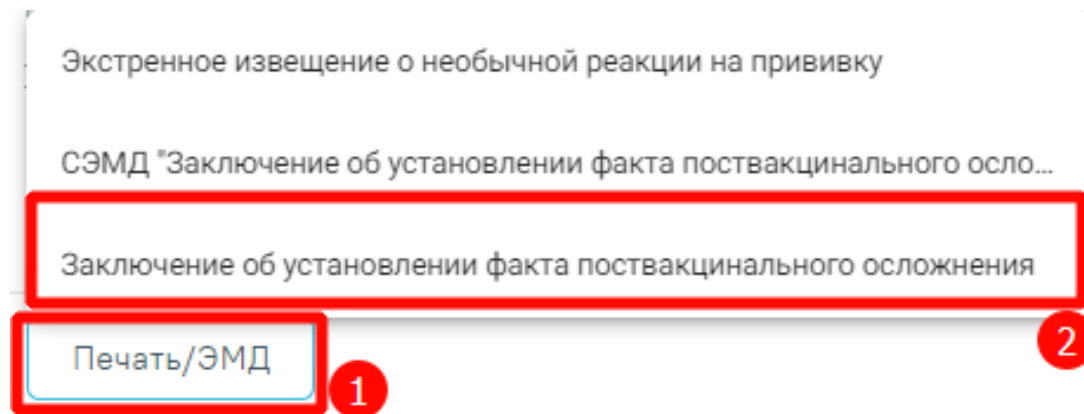 Экстренное извещение о необычной реакции на прививку
СЭМД "Заключение об установлении факта поствакцинального осло...
Заключение об установлении факта поствакцинального осложнения
2
Печать/ЭМД
1